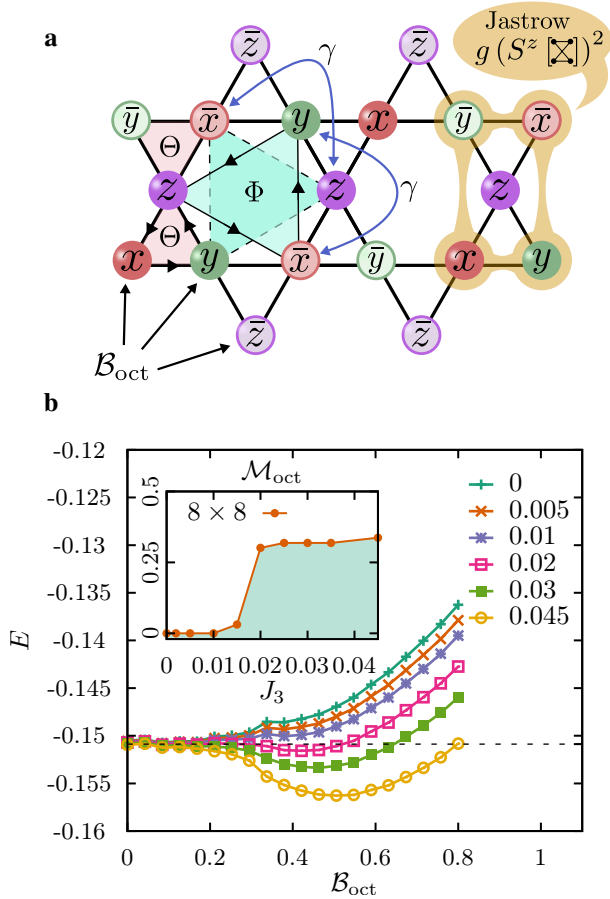 a
Jastrow
g (S^z [])^2
z̄
z̄
γ
ȳ
x̄
y
x
ȳ
x̄
Θ
z
Φ
z
γ
z
Θ
x
y
x̄
ȳ
x
y
z̄
z̄
B_oct
b
-0.12
-0.125
-0.13
-0.135
-0.14
-0.145
-0.15
-0.155
-0.16
E
M_oct
0.5
0.25
0
8 × 8
0 0.01 0.02 0.03 0.04
J_3
0
0.005
0.01
0.02
0.03
0.045
0 0.2 0.4 0.6 0.8 1
B_oct